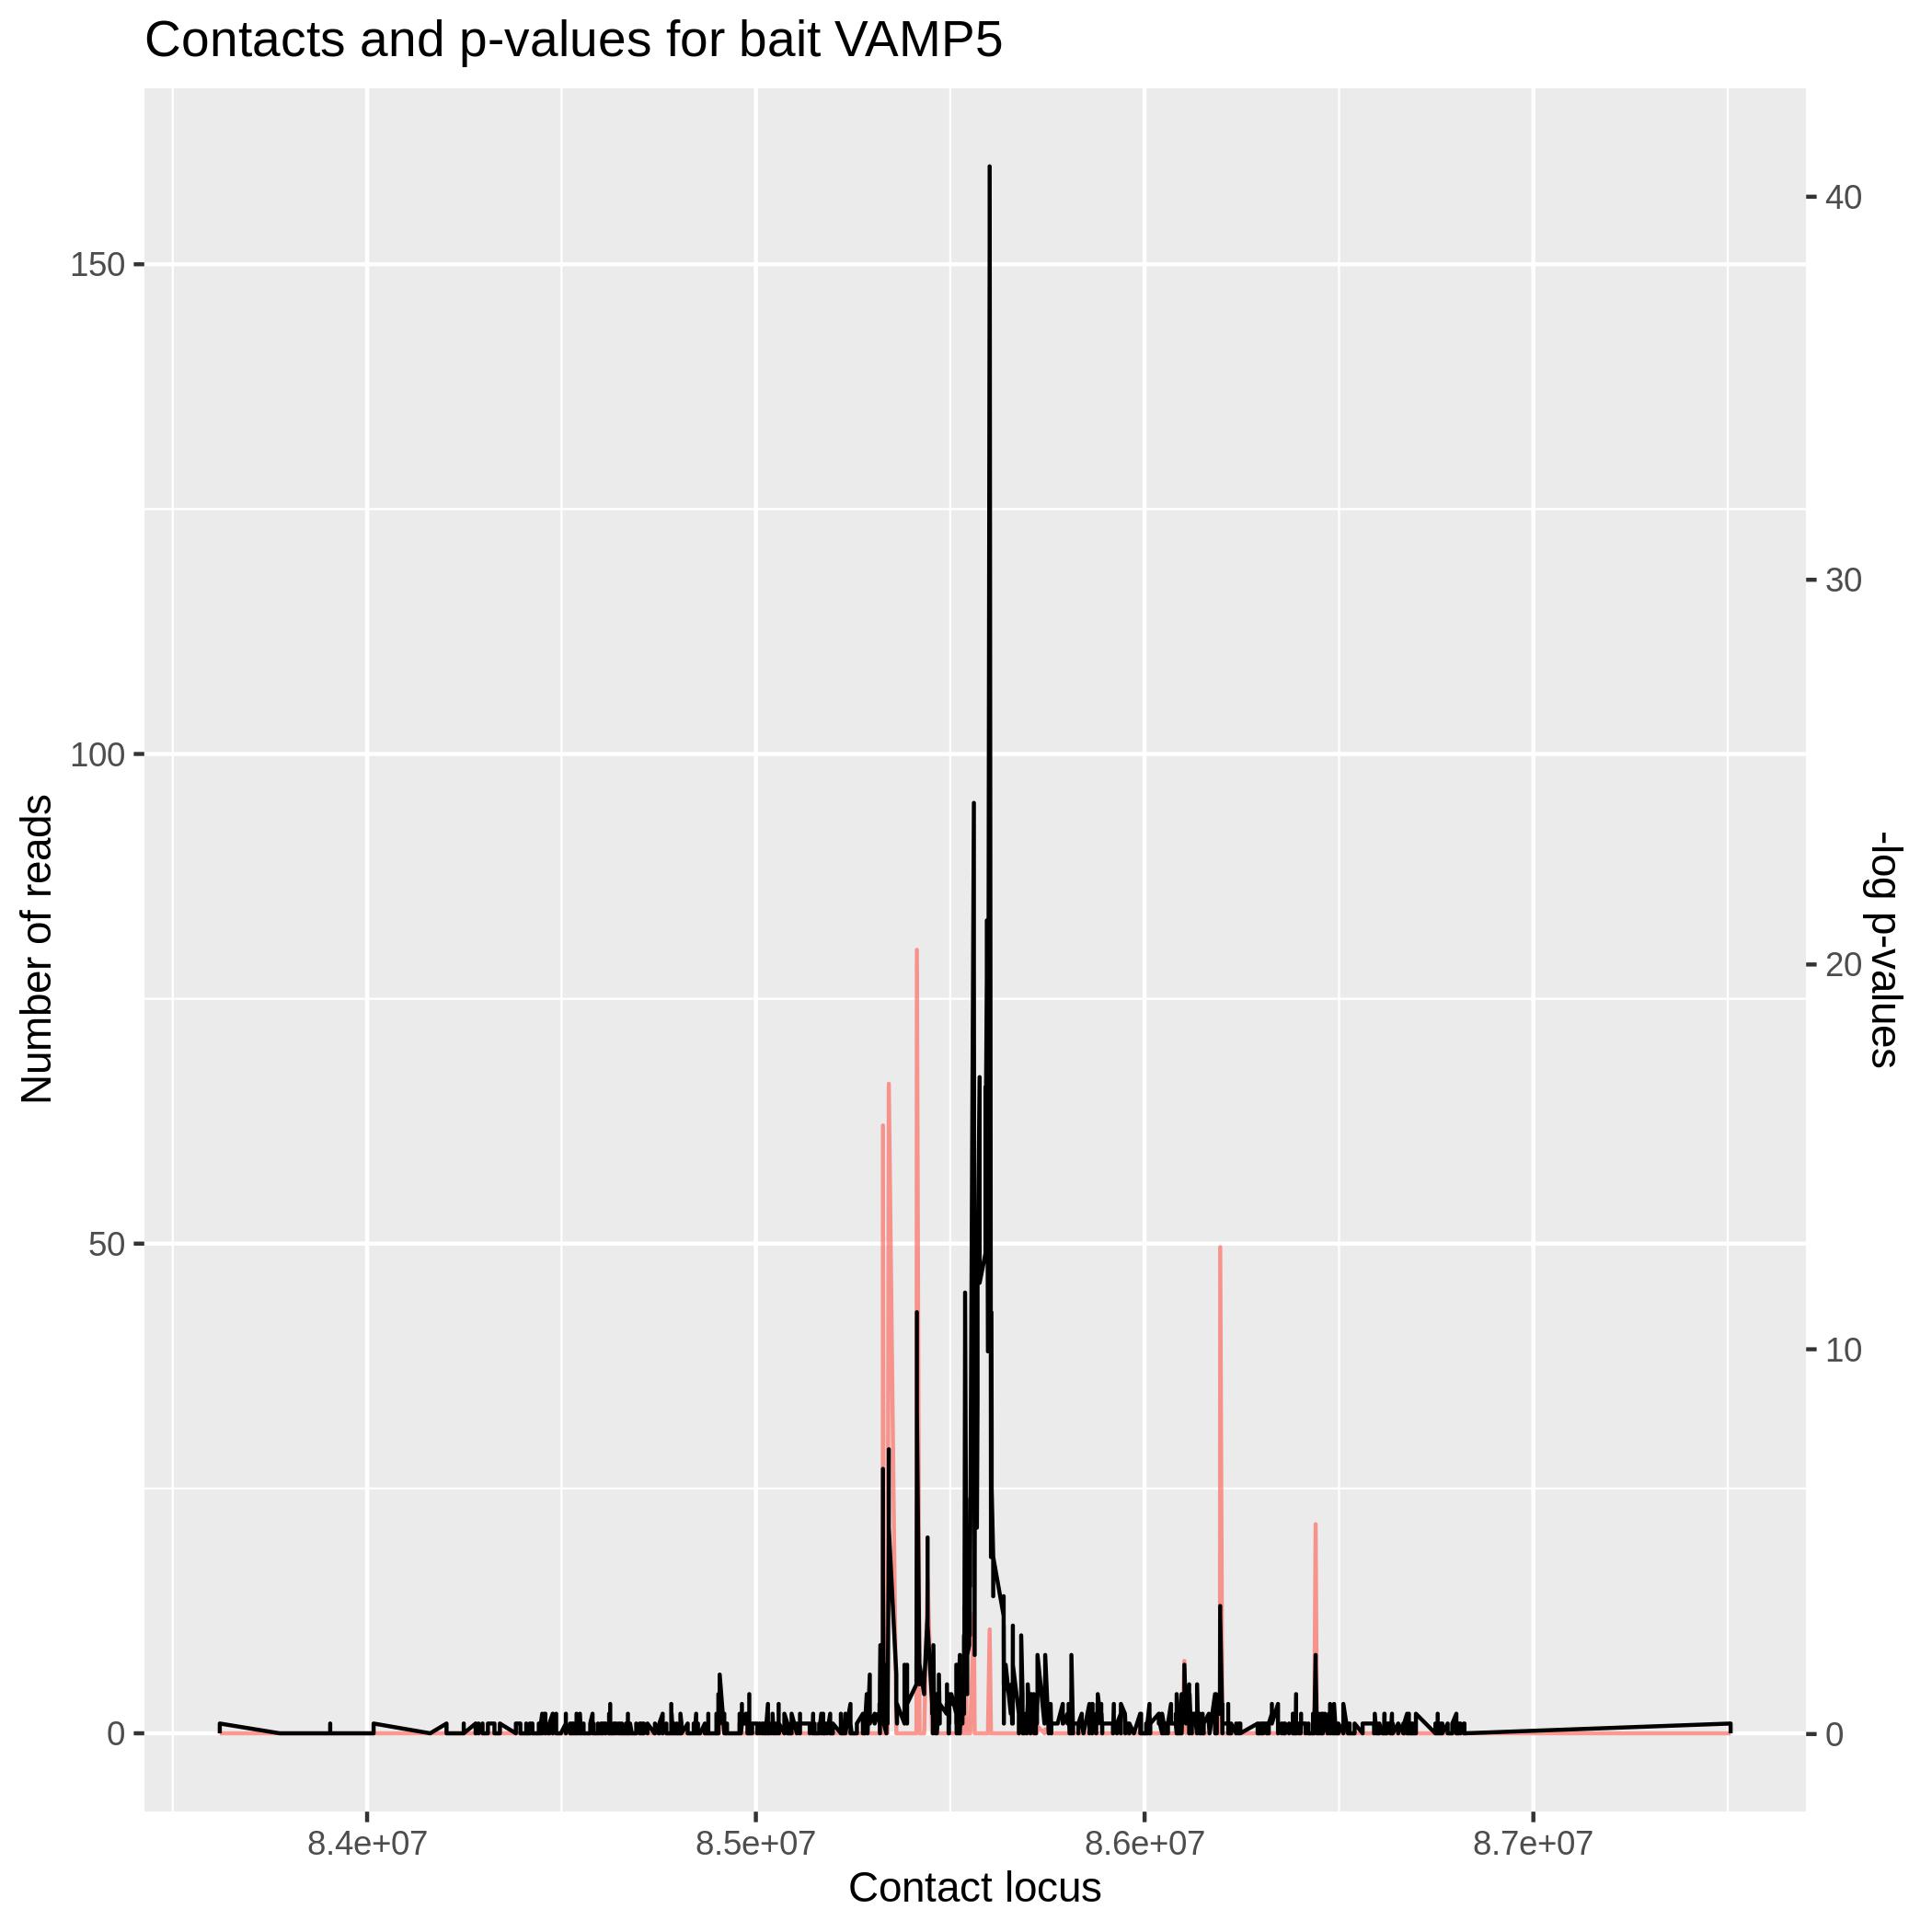 Contacts and p-values for bait VAMP5
150
100
50
0
Number of reads
40
30
20
10
0
-log p-values
8.4e+07
8.5e+07
8.6e+07
8.7e+07
Contact locus